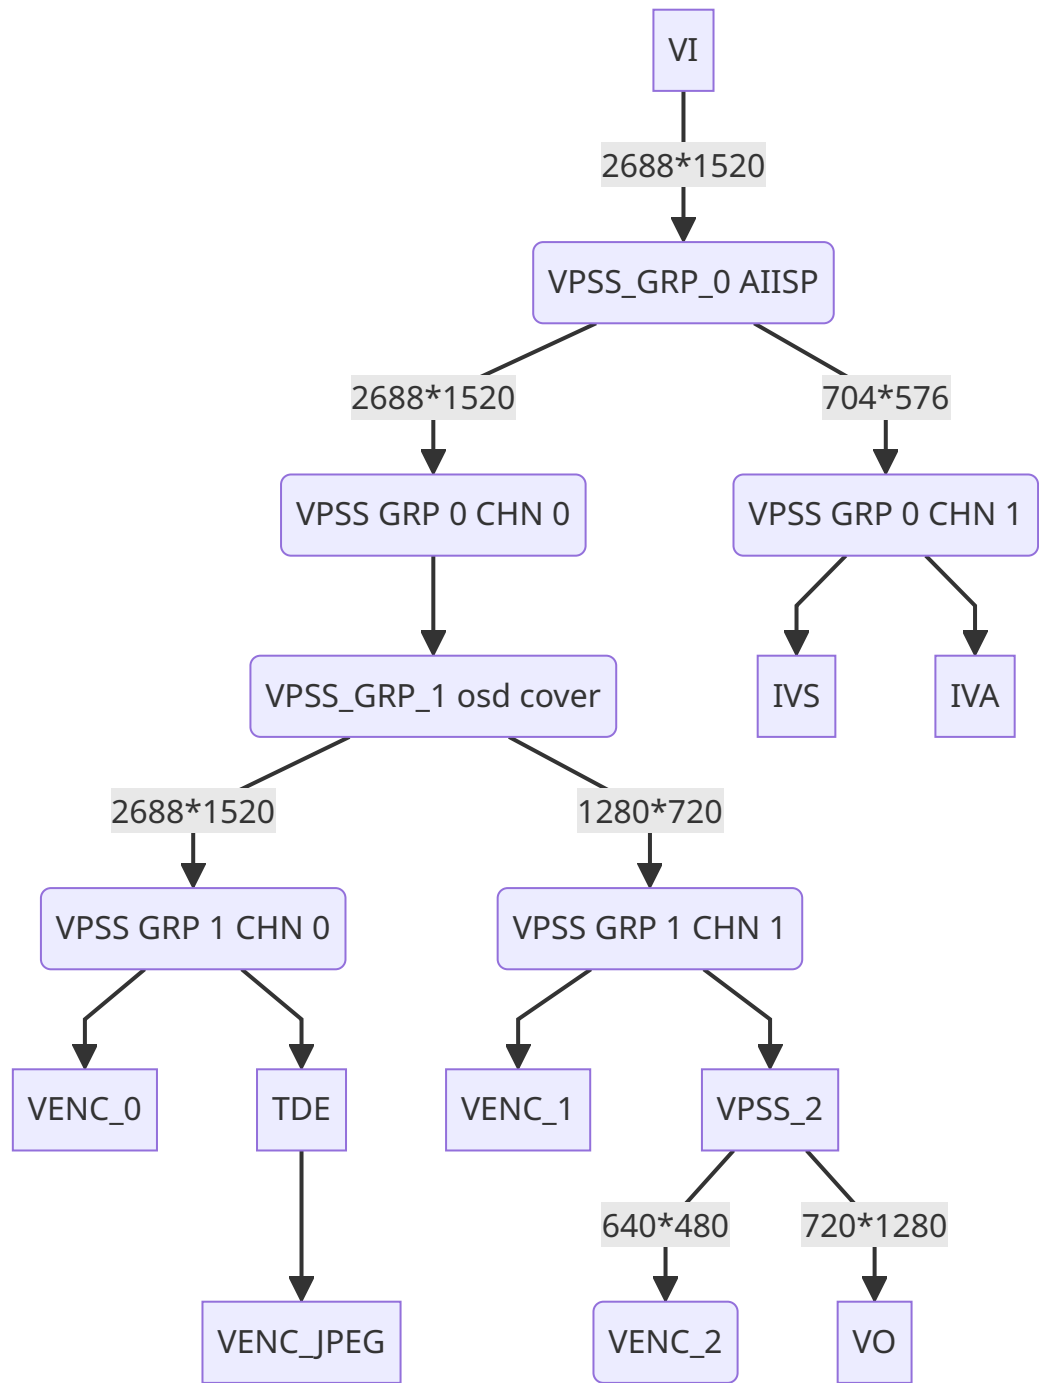 VI
2688*1520
VPSS_GRP_0 AIISP
2688*1520
704*576
VPSS GRP 0 CHN 0
VPSS GRP 0 CHN 1
VPSS_GRP_1 osd cover
IVS
IVA
2688*1520
1280*720
VPSS GRP 1 CHN 0
VPSS GRP 1 CHN 1
VENC_0
TDE
VENC_1
VPSS_2
640*480
720*1280
VENC_JPEG
VENC_2
VO